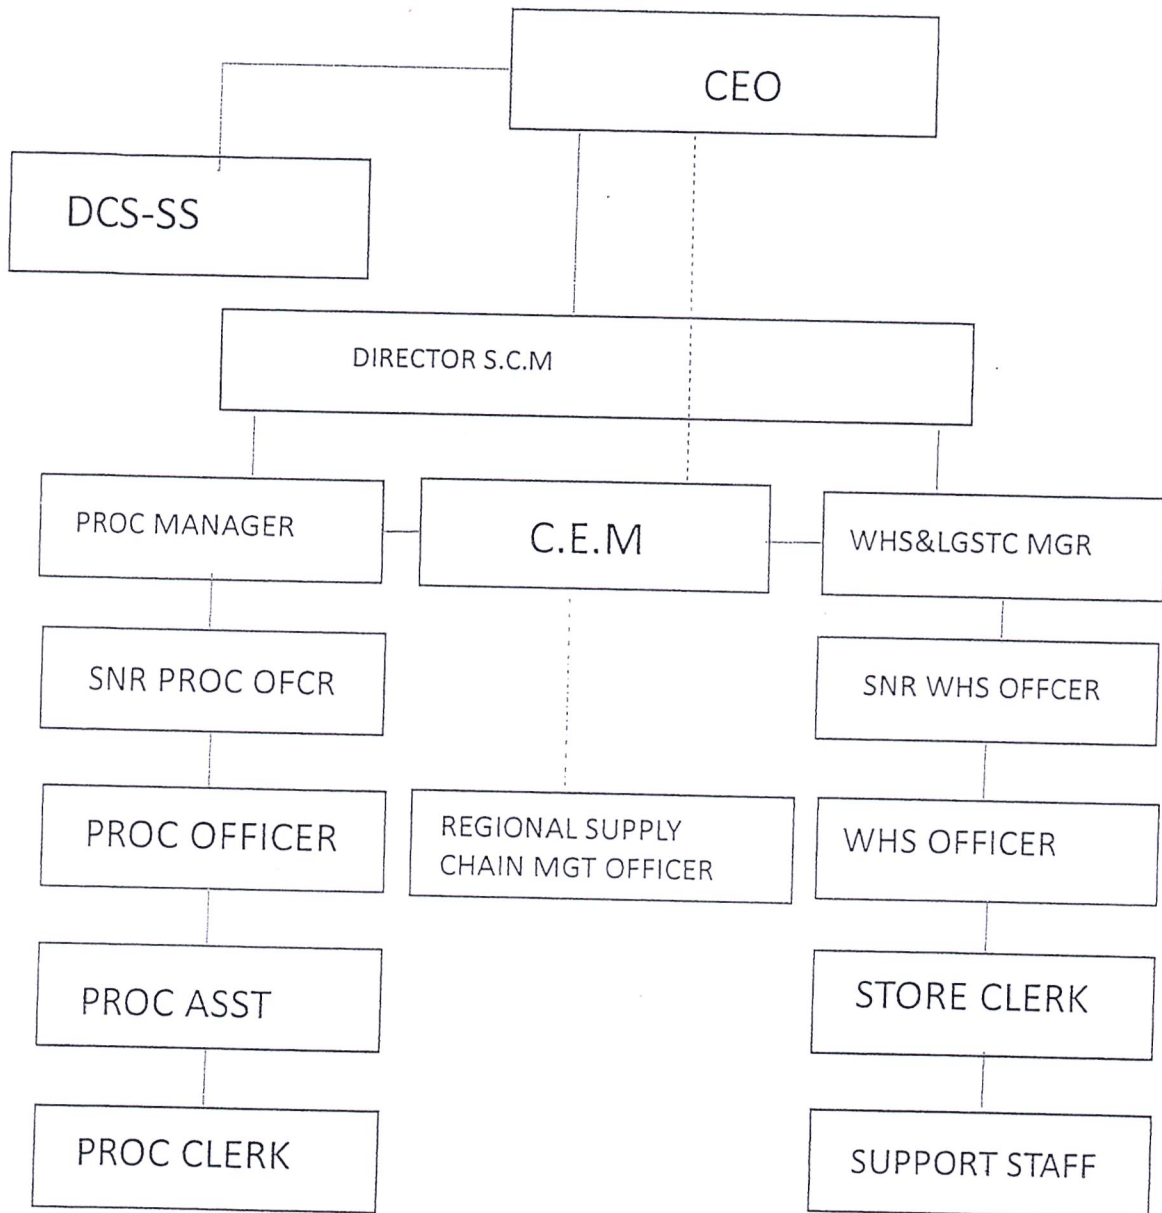 CEO
DCS-SS
DIRECTOR S.C.M
PROC MANAGER
C.E.M
WHS&LGSTC MGR
SNR PROC OFCR
SNR WHS OFFCER
PROC OFFICER
REGIONAL SUPPLY
CHAIN MGT OFFICER
WHS OFFICER
PROC ASST
STORE CLERK
PROC CLERK
SUPPORT STAFF